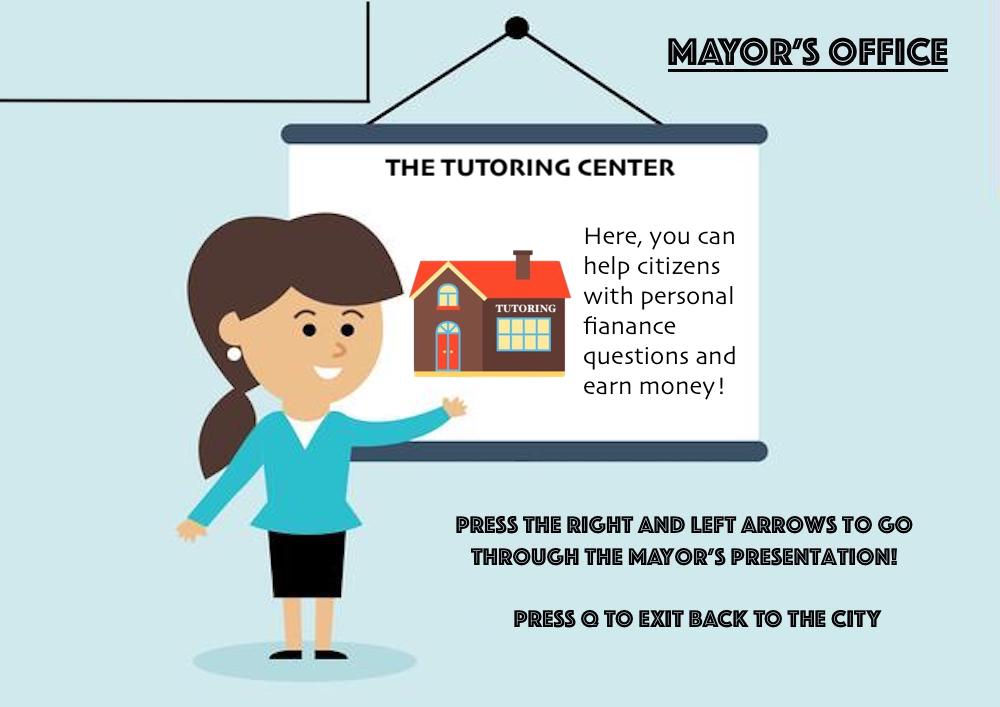 MAYOR'S OFFICE
THE TUTORING CENTER
TUTORING
Here, you can
help citizens
with personal
fianance
questions and
earn money!
PRESS THE RIGHT AND LEFT ARROWS TO GO
THROUGH THE MAYOR'S PRESENTATION!
PRESS Q TO EXIT BACK TO THE CITY